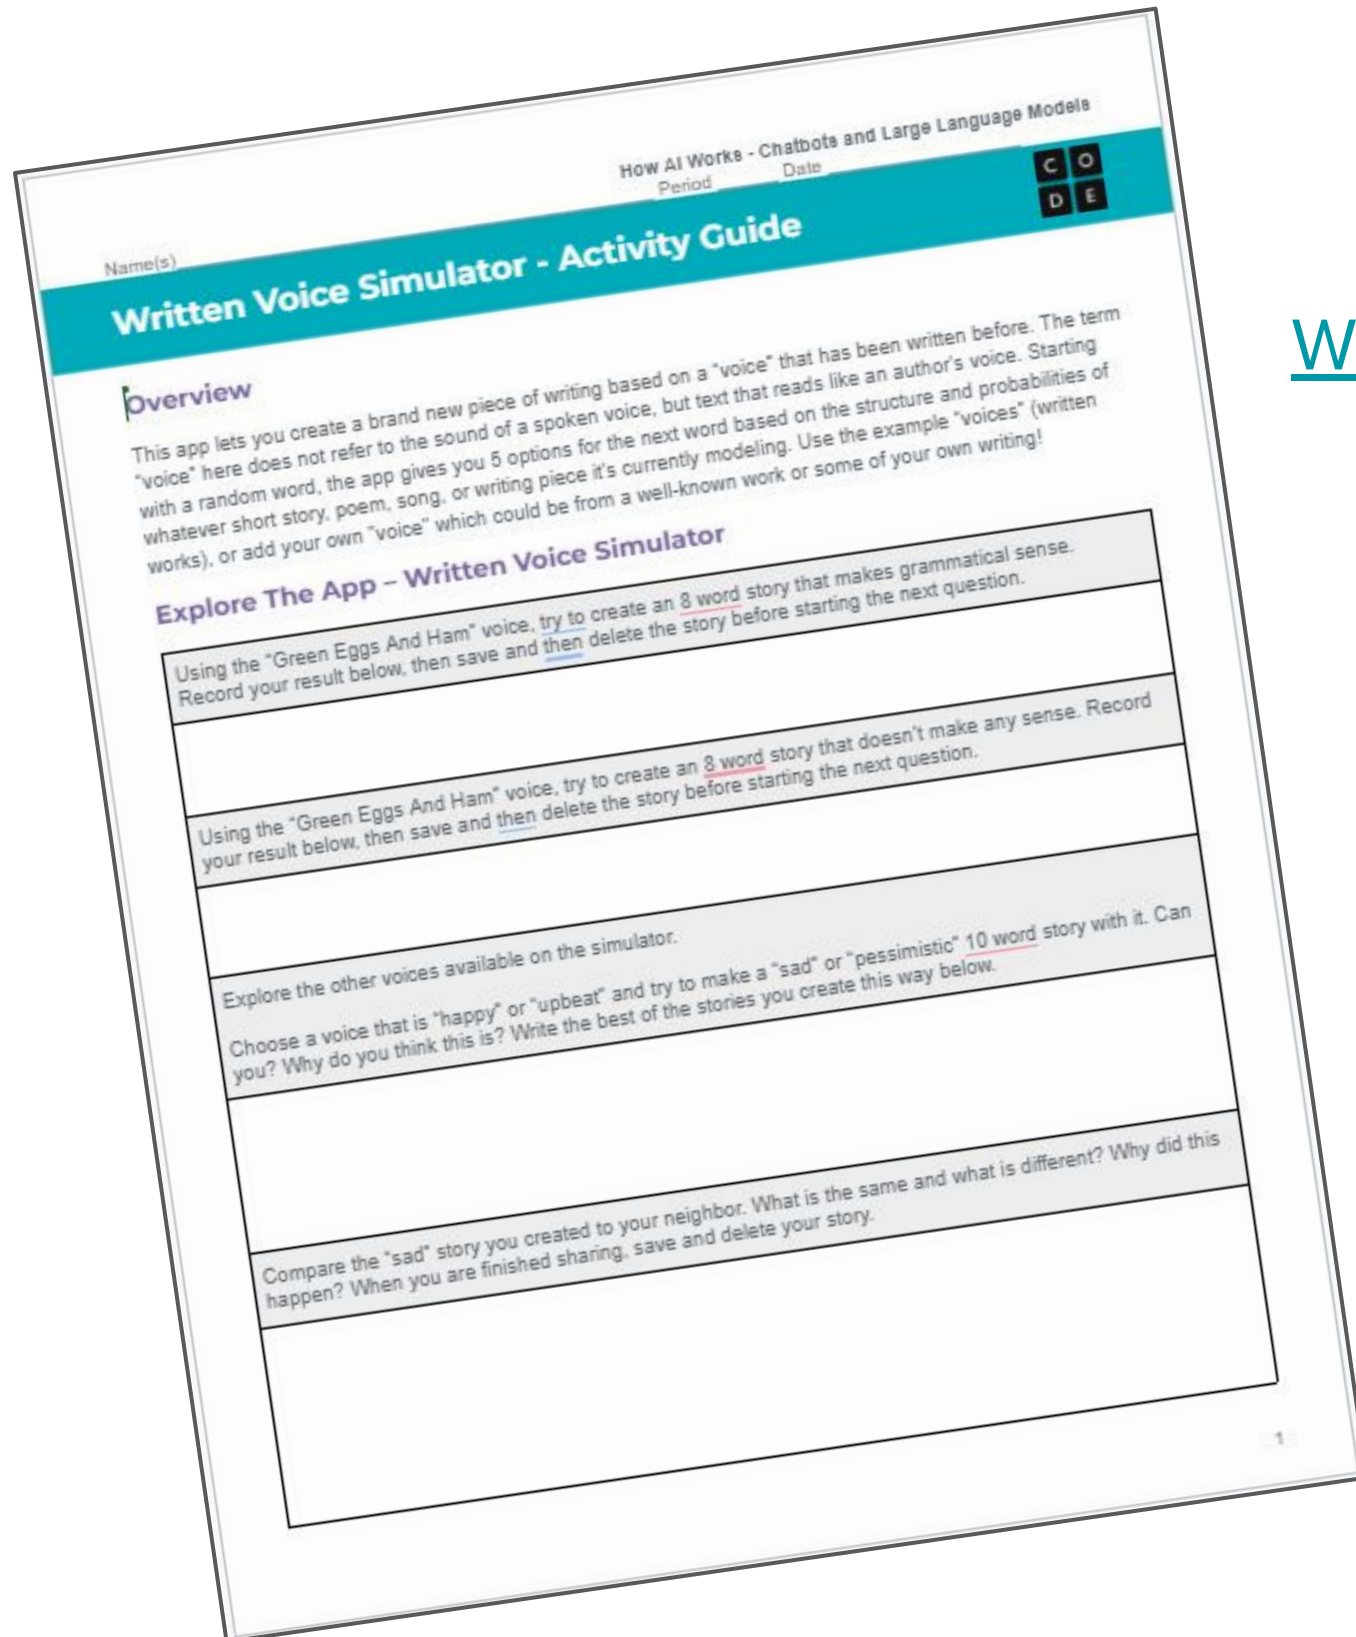 How AI Works - Chatbots and Large Language Models
Name(s) Period Date
Written Voice Simulator - Activity Guide
C O
D E
Overview
This app lets you create a brand new piece of writing based on a "voice" that has been written before. The term
"voice" here does not refer to the sound of a spoken voice, but text that reads like an author's voice. Starting
with a random word, the app gives you 5 options for the next word based on the structure and probabilities of
whatever short story, poem, song, or writing piece it's currently modeling. Use the example "voices" (written
works), or add your own "voice" which could be from a well-known work or some of your own writing!
Explore The App – Written Voice Simulator
Using the "Green Eggs And Ham" voice, try to create an 8 word story that makes grammatical sense.
Record your result below, then save and then delete the story before starting the next question.
Using the "Green Eggs And Ham" voice, try to create an 8 word story that doesn't make any sense. Record
your result below, then save and then delete the story before starting the next question.
Explore the other voices available on the simulator.
Choose a voice that is "happy" or "upbeat" and try to make a "sad" or "pessimistic" 10 word story with it. Can
you? Why do you think this is? Write the best of the stories you create this way below.
Compare the "sad" story you created to your neighbor. What is the same and what is different? Why did this
happen? When you are finished sharing, save and delete your story.
1
W